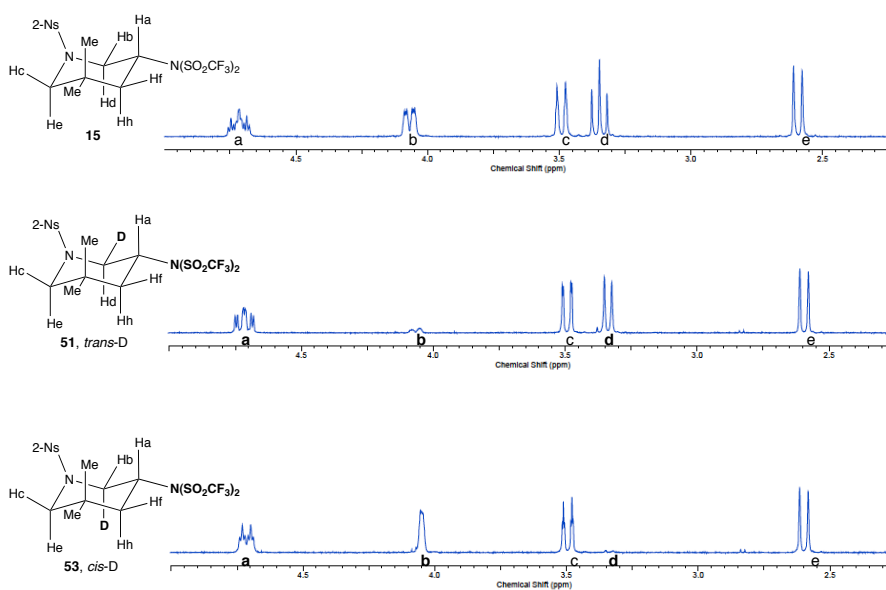 2-Ns
Ha
Me
Hb
N
N(SO2CF3)2
Hc
Hf
Me
Hd
He
Hh
15
a
b
c
d
e
4.5
4.0
3.5
3.0
2.5
Chemical Shift (ppm)
2-Ns
Ha
Me
D
N
N(SO2CF3)2
Hc
Hf
Me
Hd
He
Hh
51, trans-D
a
b
c
d
e
4.5
4.0
3.5
3.0
2.5
Chemical Shift (ppm)
2-Ns
Ha
Me
Hb
N
N(SO2CF3)2
Hc
Hf
Me
D
He
Hh
53, cis-D
a
b
c
d
e
4.5
4.0
3.5
3.0
2.5
Chemical Shift (ppm)